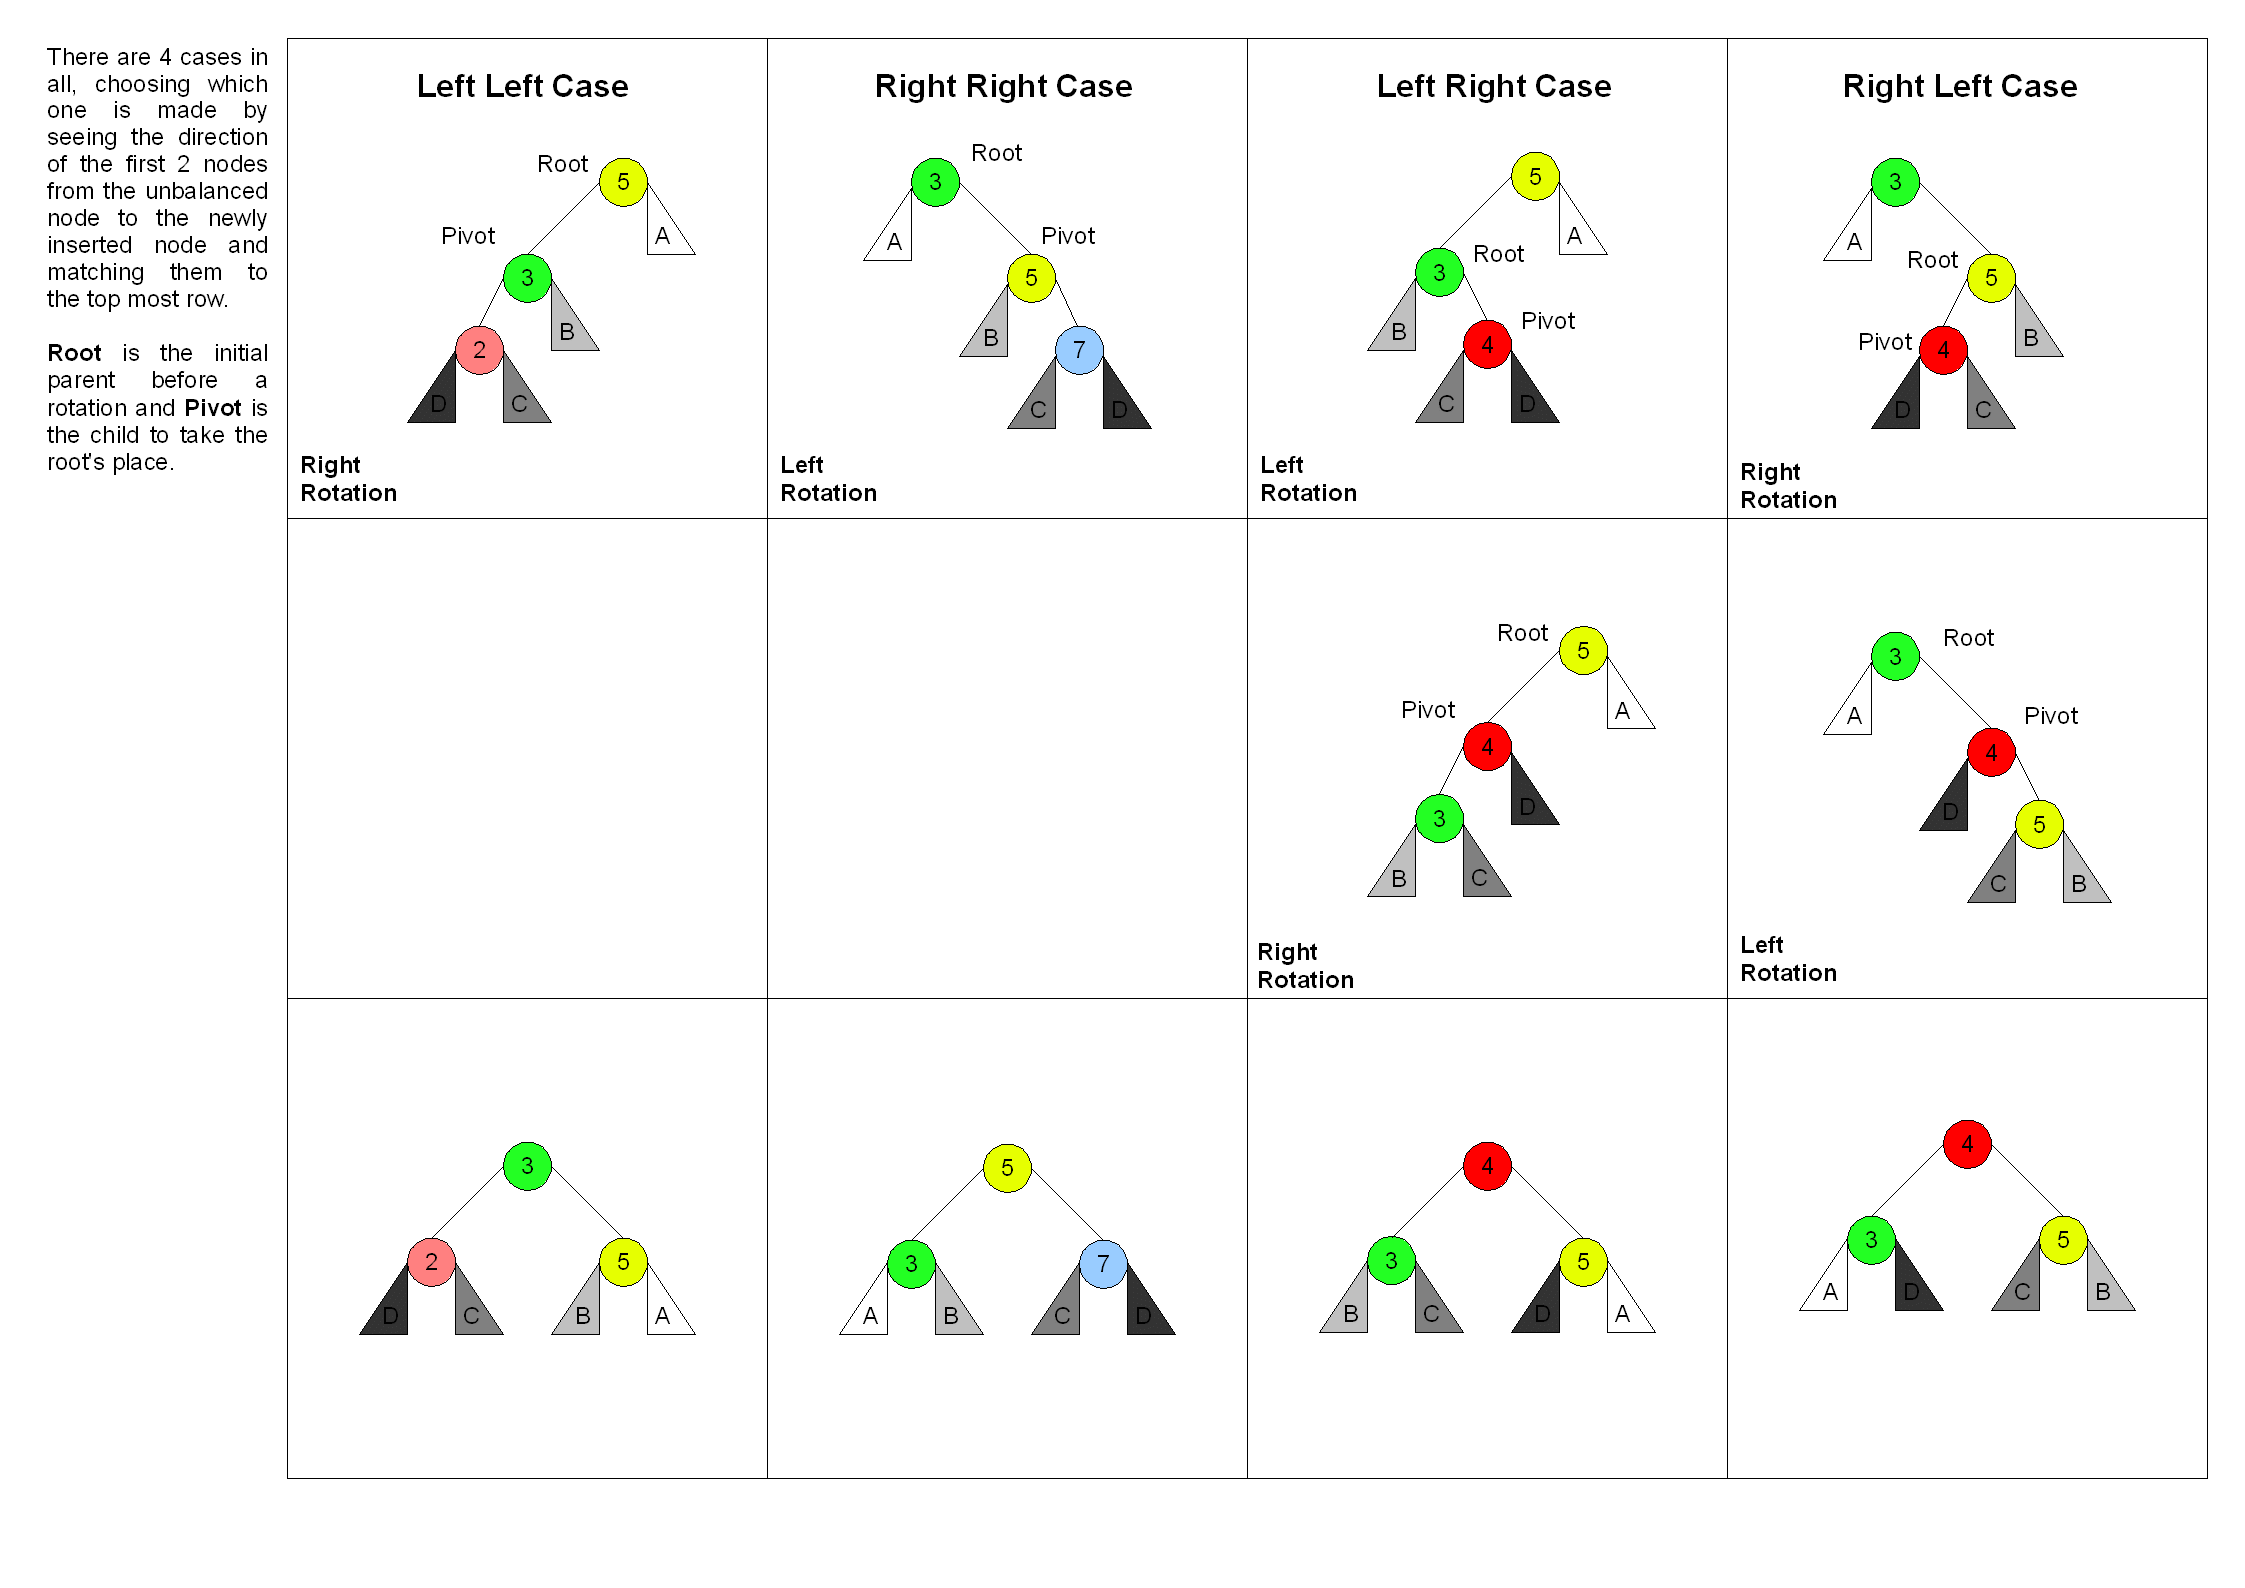 There are 4 cases in
all, choosing which
one is made by
seeing the direction
of the first 2 nodes
from the unbalanced
node to the newly
inserted node and
matching them to
the top most row.
Root is the initial
parent before a
rotation and Pivot is
the child to take the
root's place.
Left Left Case
Root
5
A
Pivot
3
B
2
D
C
Right
Rotation
Right Right Case
Root
3
A
Pivot
5
B
7
C
D
Left
Rotation
Left Right Case
5
A
Root
3
B
Pivot
4
C
D
Left
Rotation
Right Left Case
3
A
Root
5
B
Pivot
4
D
C
Right
Rotation
Root
5
A
Pivot
4
D
3
B
C
Right
Rotation
Root
3
A
Pivot
4
D
5
C
B
Left
Rotation
3
2
5
D
C
B
A
5
3
7
A
B
C
D
4
3
5
B
C
D
A
4
3
5
A
D
C
B